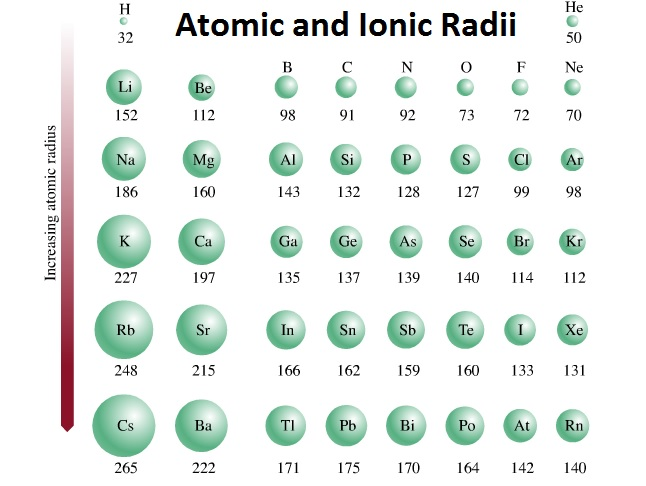 H He
Atomic and Ionic Radii
32 50
B C N O F Ne
Li Be
152 112 98 91 92 73 72 70
Na Mg Al Si P S Cl Ar
186 160 143 132 128 127 99 98
Increasing atomic radius
K Ca Ga Ge As Se Br Kr
227 197 135 137 139 140 114 112
Rb Sr In Sn Sb Te I Xe
248 215 166 162 159 160 133 131
Cs Ba Tl Pb Bi Po At Rn
265 222 171 175 170 164 142 140